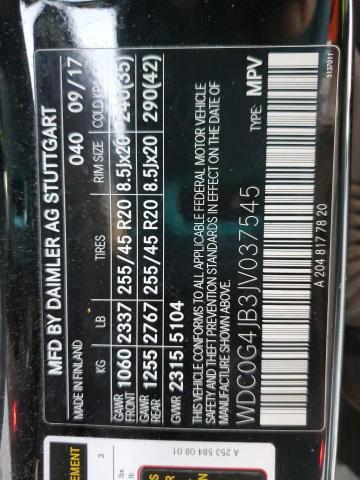 MFD BY DAIMLER AG STUTTGART
MADE IN FINLAND 040 09/17
KG LB TIRES RIM SIZE
GAWR FRONT 1060 2337 255/45 R20 8.5Jx20 240(35)
GAWR REAR 1255 2767 255/45 R20 8.5Jx20 290(42)
GVWR 2315 5104
THIS VEHICLE CONFORMS TO ALL APPLICABLE FEDERAL MOTOR VEHICLE
SAFETY AND THEFT PREVENTION STANDARDS IN EFFECT ON THE DATE OF
MANUFACTURE SHOWN ABOVE.
WDC0G4JB3JV037545 TYPE: MPV
A 204 817 78 20 5137011
A 253 584 08 01
3
lbs.